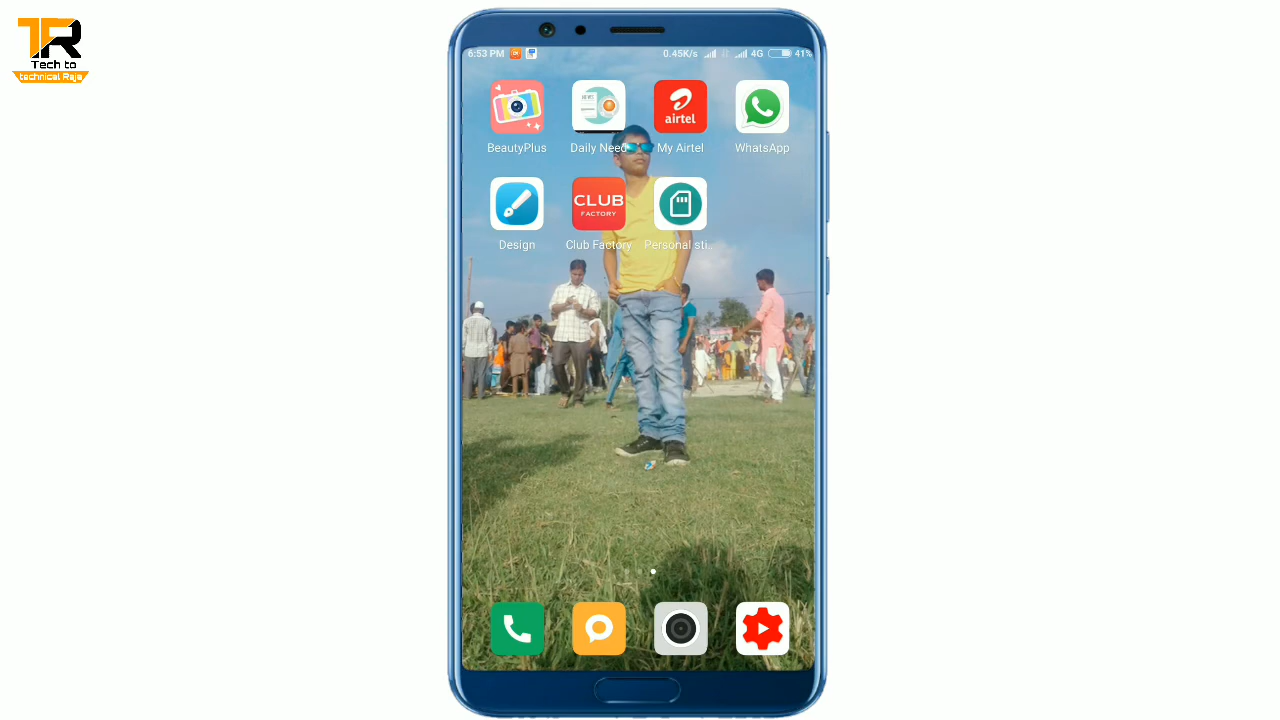 TR
Tech to
technical Raja
6:53 PM
0.45K/s
4G
41%
NEWS
airtel
BeautyPlus
Daily Need
My Airtel
WhatsApp
CLUB
FACTORY
Design
Club Factory
Personal sti..